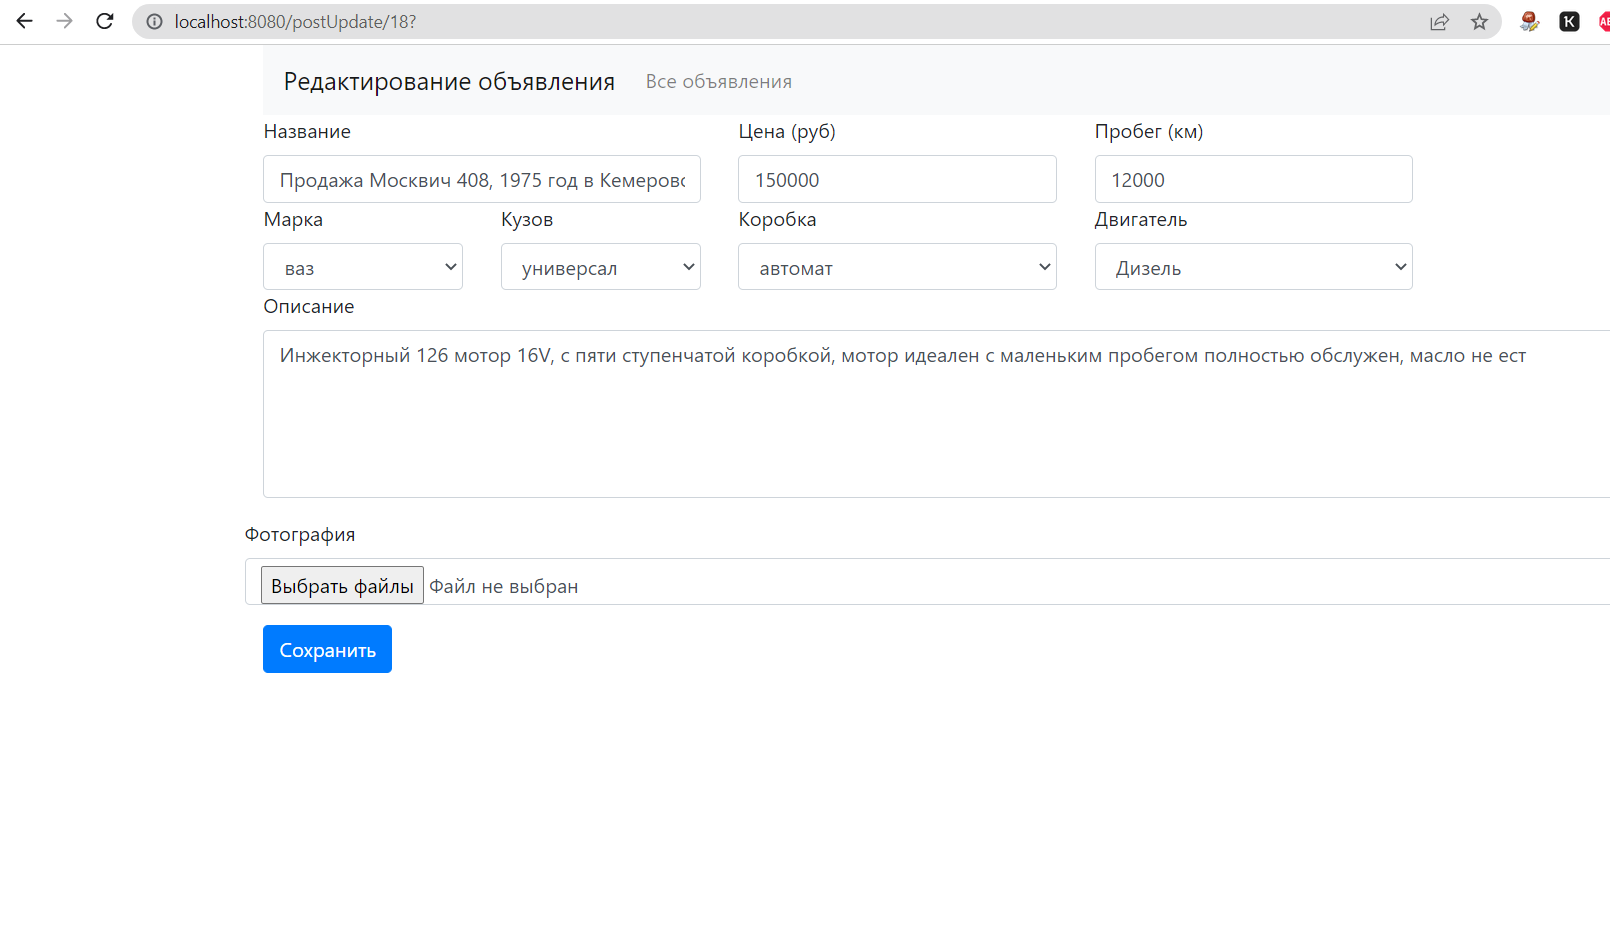 localhost:8080/postUpdate/18?
Редактирование объявления Все объявления
Название Цена (руб) Пробег (км)
Продажа Москвич 408, 1975 год в Кемерово 150000 12000
Марка Кузов Коробка Двигатель
ваз универсал автомат Дизель
Описание
Инжекторный 126 мотор 16V, с пяти ступенчатой коробкой, мотор идеален с маленьким пробегом полностью обслужен, масло не ест
Фотография
Выбрать файлы Файл не выбран
Сохранить